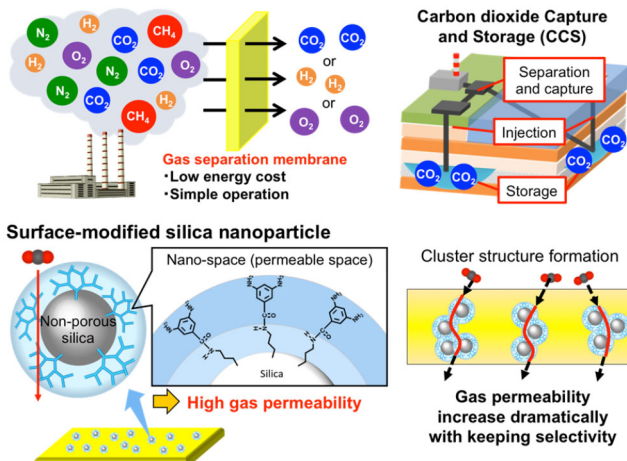 N₂
H₂
CO₂
CH₄
H₂
O₂
N₂
CO₂
O₂
N₂
CO₂
H₂
CH₄
CO₂
CO₂
or
H₂
H₂
or
O₂
O₂
Gas separation membrane
・Low energy cost
・Simple operation
Carbon dioxide Capture
and Storage (CCS)
Separation
and capture
Injection
Storage
CO₂
CO₂
CO₂
CO₂
Surface-modified silica nanoparticle
Non-porous
silica
Nano-space (permeable space)
Silica
High gas permeability
Cluster structure formation
Gas permeability
increase dramatically
with keeping selectivity